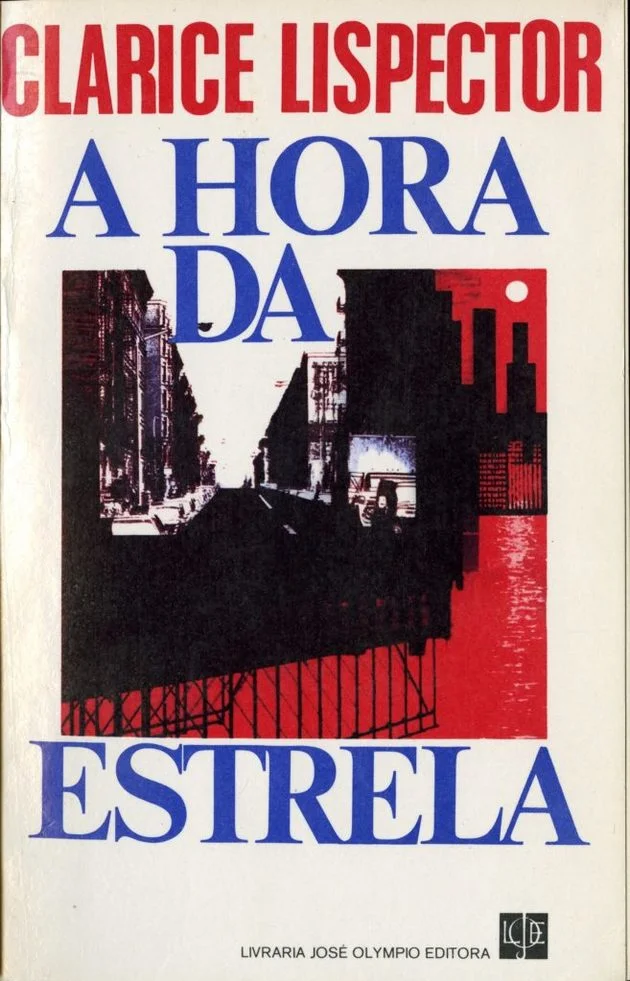 CLARICE LISPECTOR
A HORA
DA
ESTRELA
LIVRARIA JOSÉ OLYMPIO EDITORA